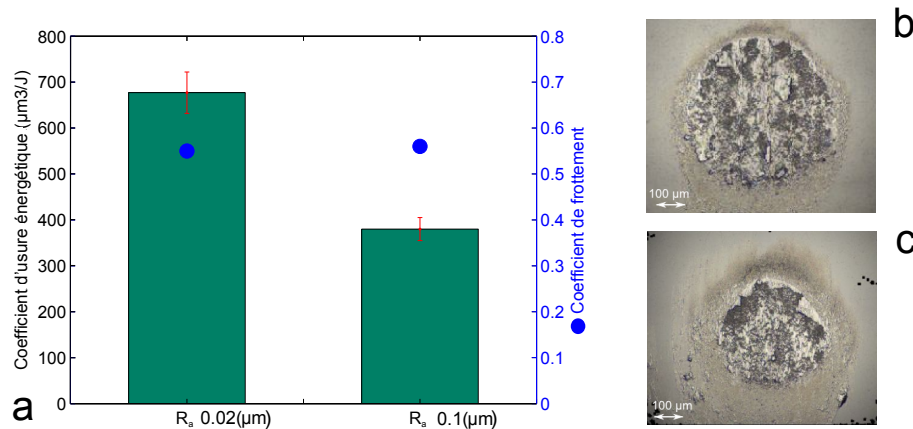 800
700
600
500
400
300
200
100
0
Coefficient d'usure énergétique (µm3/J)
0.8
0.7
0.6
0.5
0.4
0.3
0.2
0.1
0
Coefficient de frottement
Rₐ 0.02(µm)
Rₐ 0.1(µm)
a
b
100 µm
c
100 µm